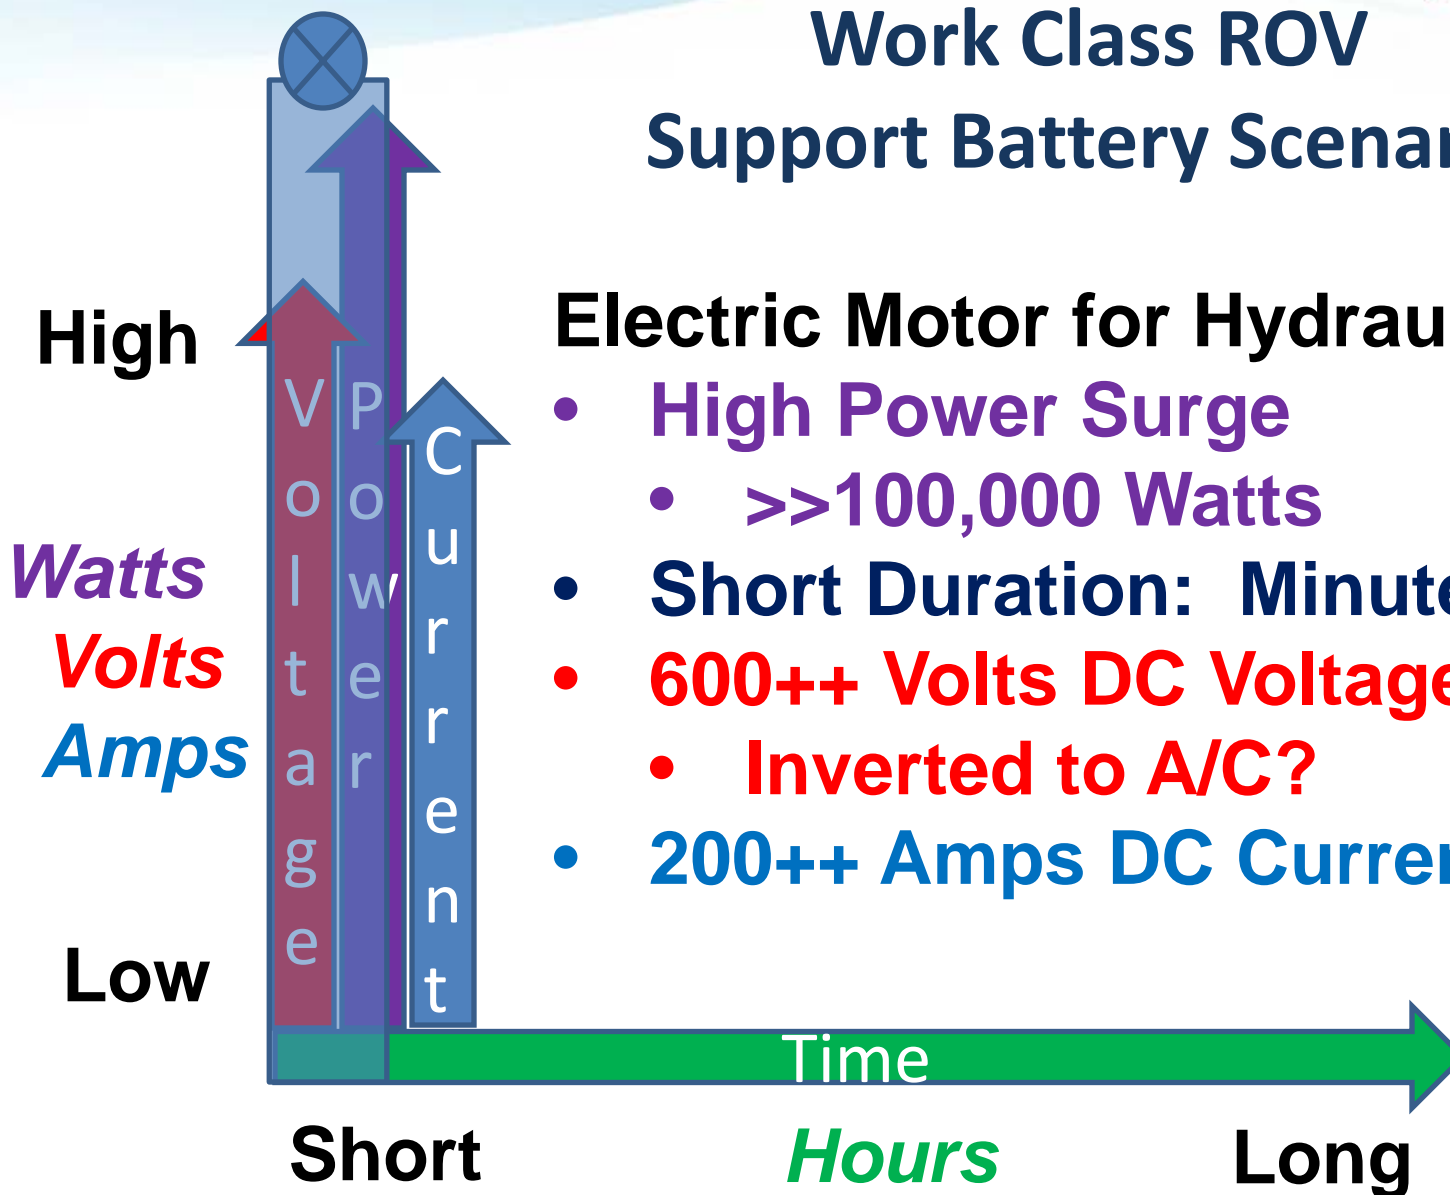 Work Class ROV
Support Battery Scenar
High
Electric Motor for Hydrau
• High Power Surge
• >>100,000 Watts
• Short Duration: Minute
• 600++ Volts DC Voltage
• Inverted to A/C?
• 200++ Amps DC Curren
Watts
Volts
Amps
Low
Voltage
Power
Current
Time
Short
Hours
Long